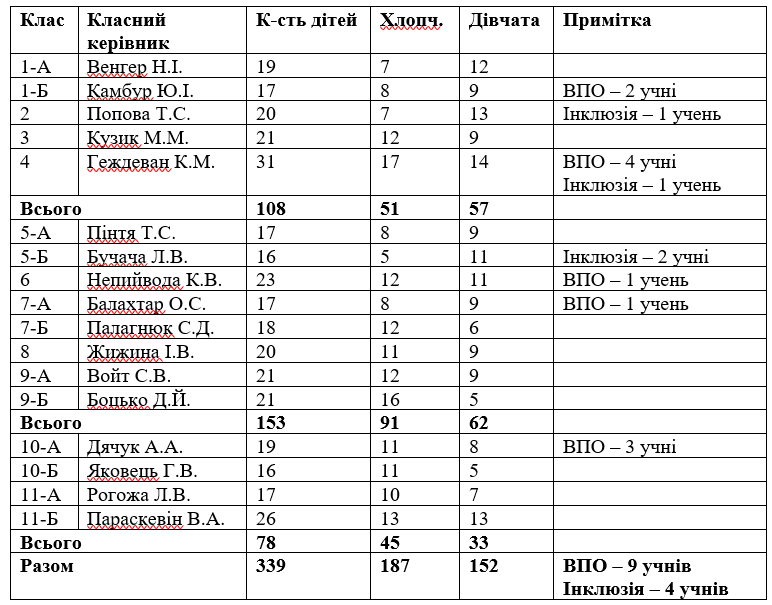 Клас Класний керівник К-сть дітей Хлопч. Дівчата Примітка
1-А Венгер Н.І. 19 7 12
1-Б Камбур Ю.І. 17 8 9 ВПО – 2 учні
2 Попова Т.С. 20 7 13 Інклюзія – 1 учень
3 Кузик М.М. 21 12 9
4 Геждеван К.М. 31 17 14 ВПО – 4 учні
Інклюзія – 1 учень
Всього 108 51 57
5-А Пінтя Т.С. 17 8 9
5-Б Бучача Л.В. 16 5 11 Інклюзія – 2 учні
6 Непийвода К.В. 23 12 11 ВПО – 1 учень
7-А Балахтар О.С. 17 8 9 ВПО – 1 учень
7-Б Палагнюк С.Д. 18 12 6
8 Жижина І.В. 20 11 9
9-А Войт С.В. 21 12 9
9-Б Боцько Д.Й. 21 16 5
Всього 153 91 62
10-А Дячук А.А. 19 11 8 ВПО – 3 учні
10-Б Яковець Г.В. 16 11 5
11-А Рогожа Л.В. 17 10 7
11-Б Параскевін В.А. 26 13 13
Всього 78 45 33
Разом 339 187 152 ВПО – 9 учнів
Інклюзія – 4 учнів